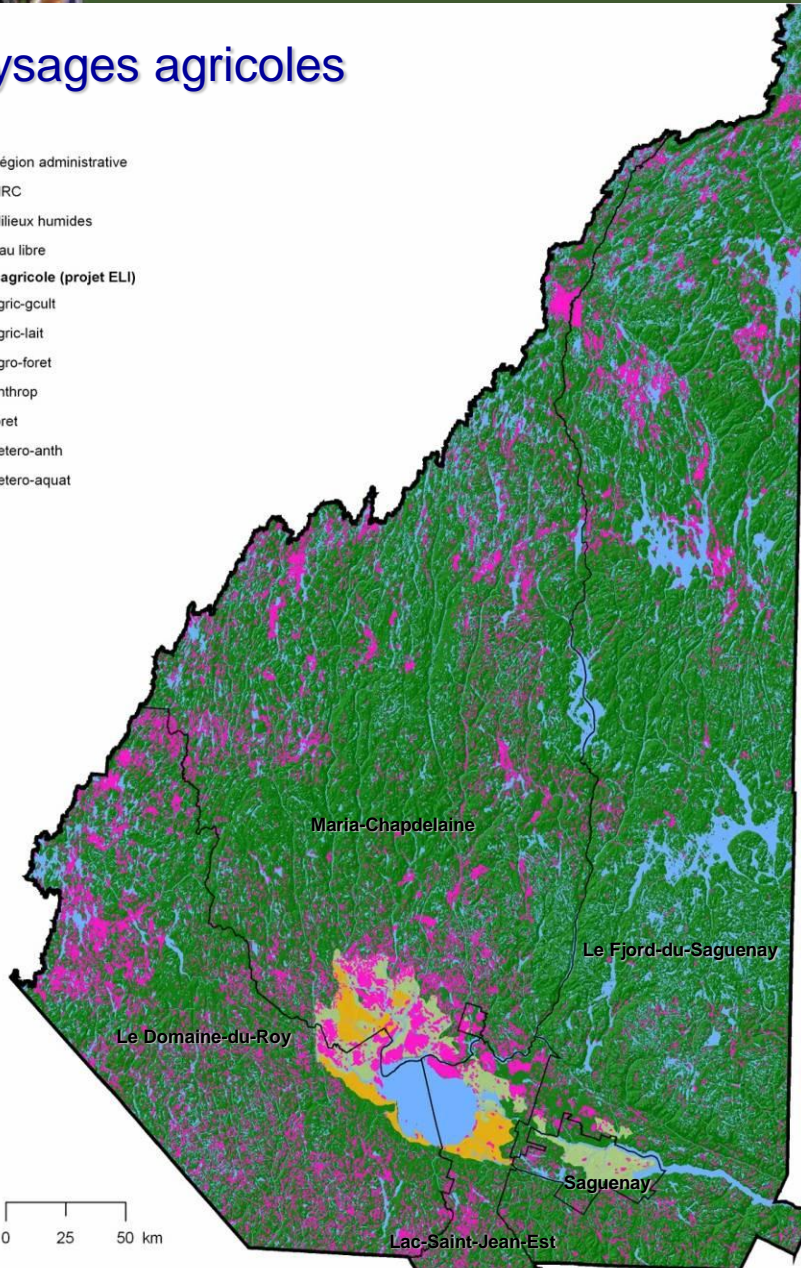 ysages agricoles
égion administrative
RC
ilieux humides
au libre
agricole (projet ELI)
gric-gcult
gric-lait
gro-foret
nthrop
ret
etero-anth
etero-aquat
Maria-Chapdelaine
Le Fjord-du-Saguenay
Le Domaine-du-Roy
Saguenay
0 25 50 km
Lac-Saint-Jean-Est